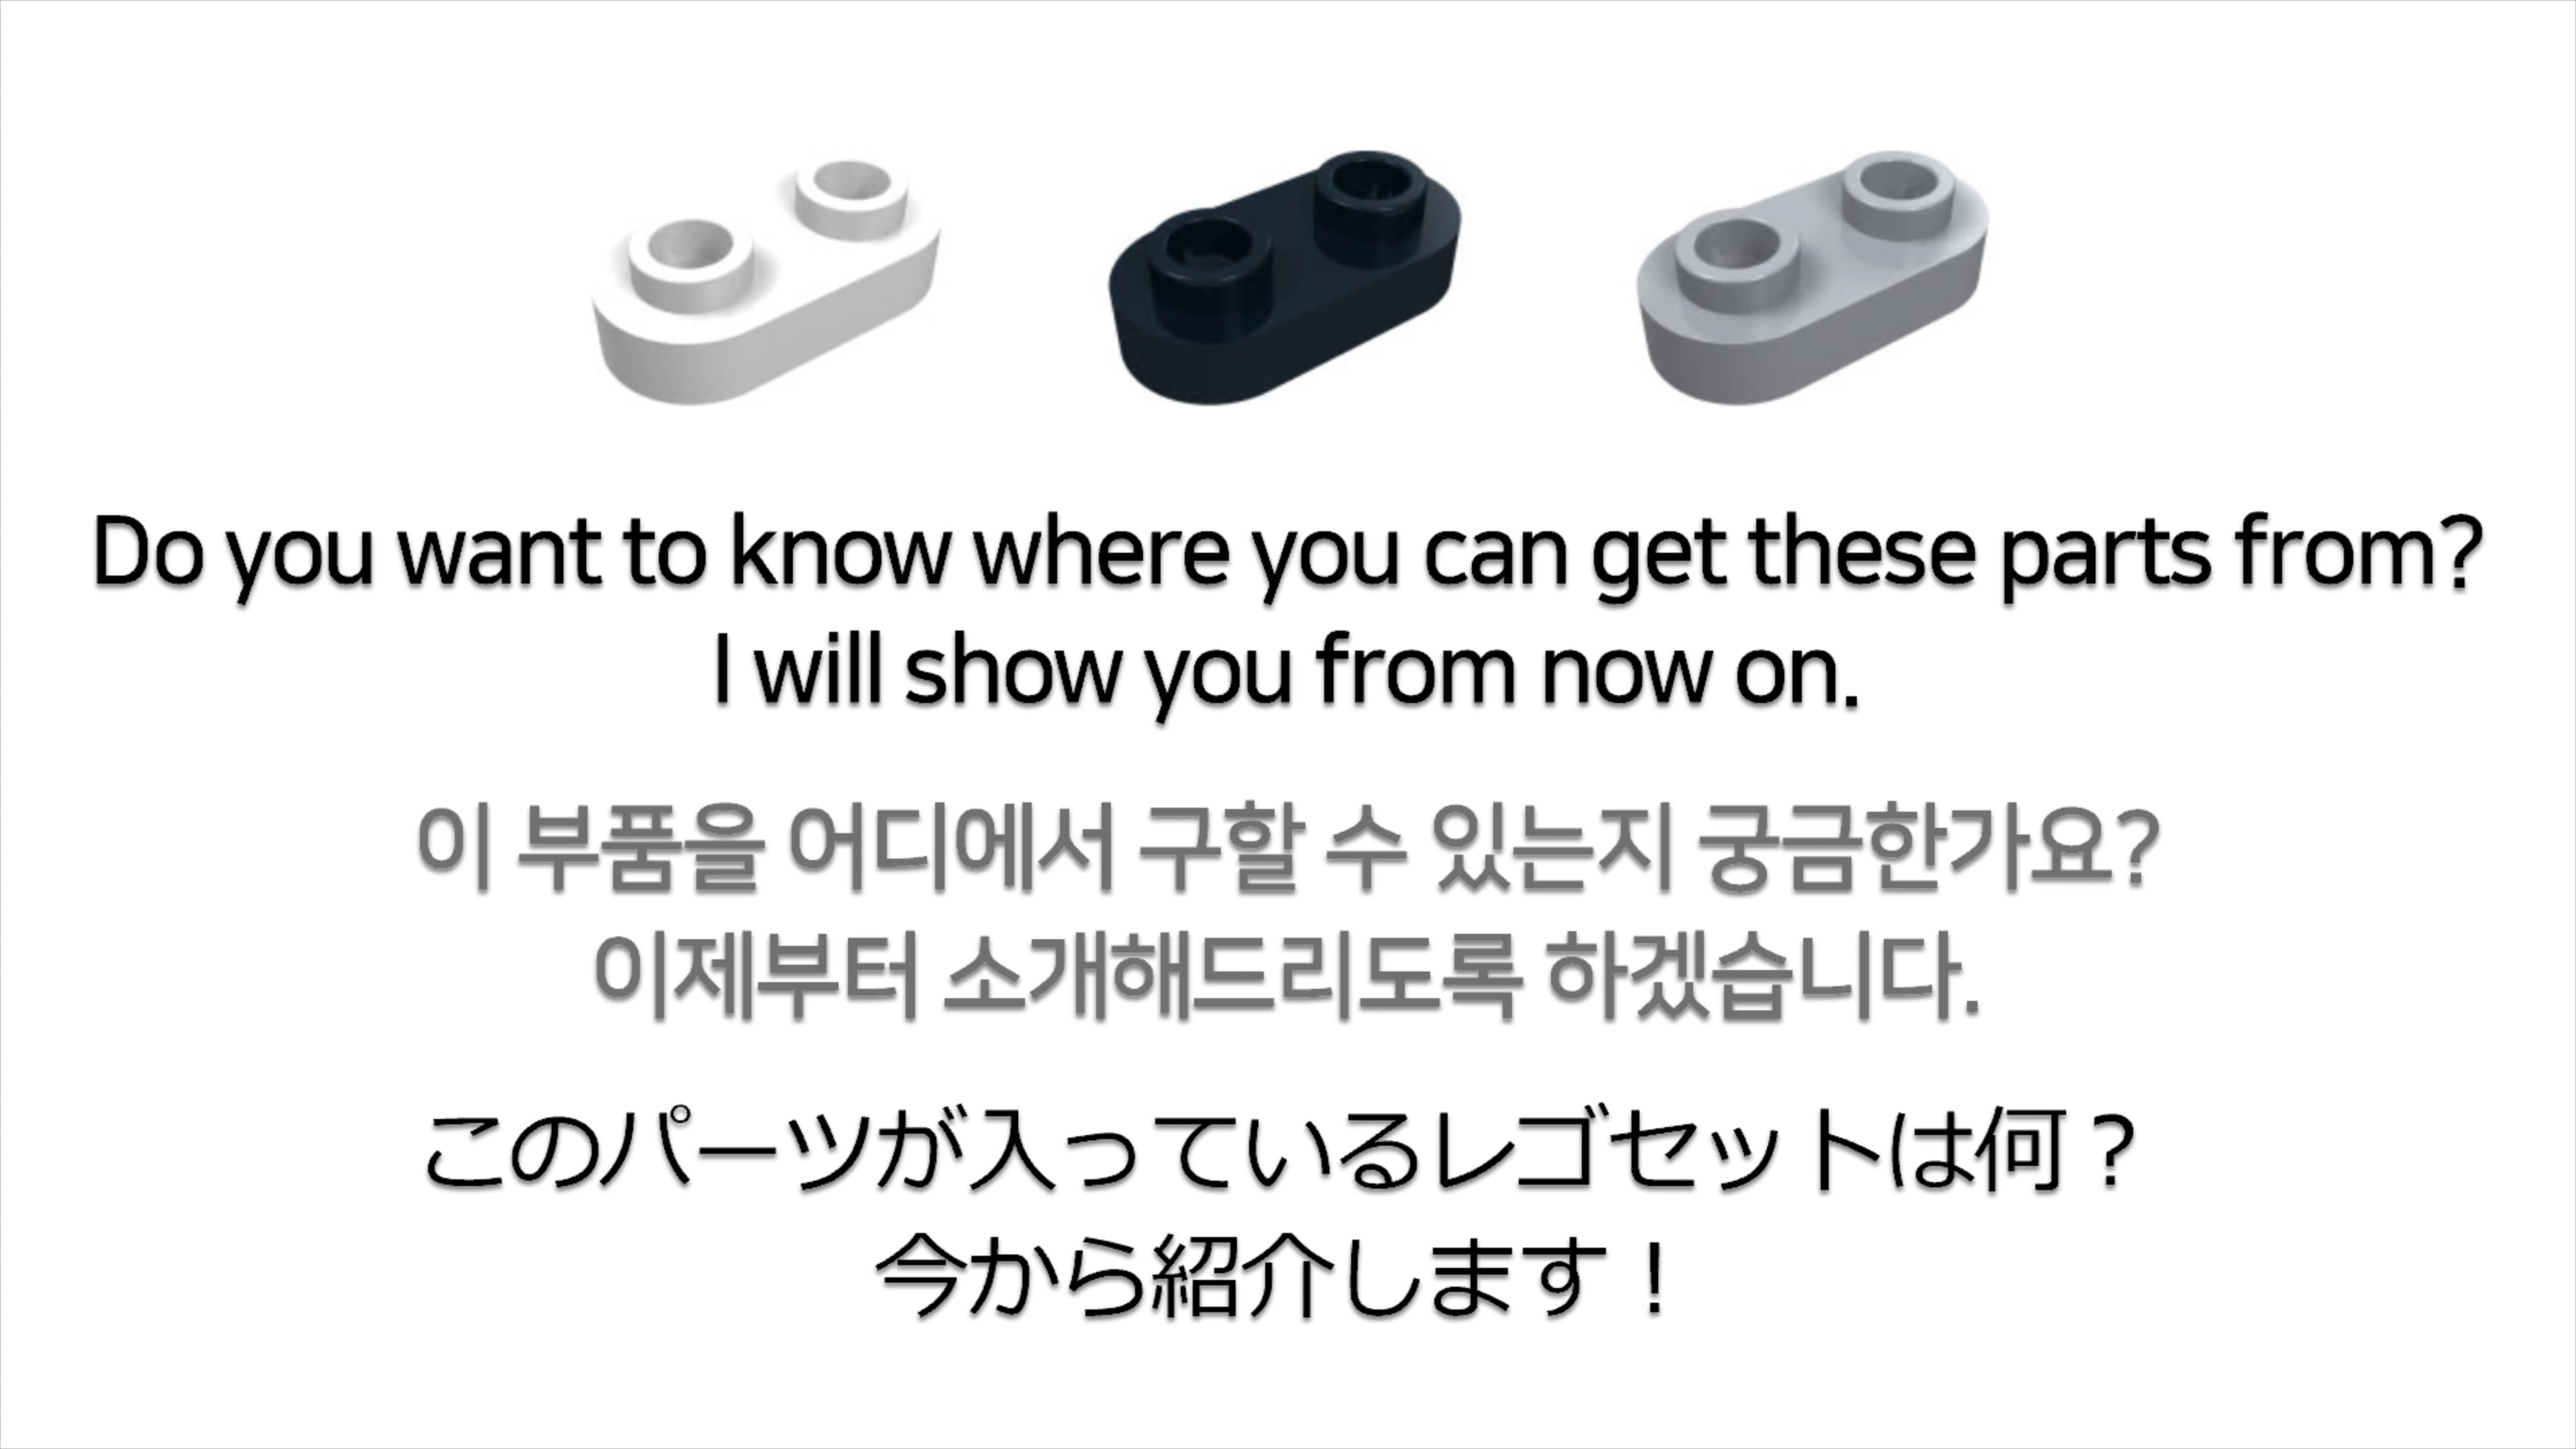 Do you want to know where you can get these parts from?
I will show you from now on.
이 부품을 어디에서 구할 수 있는지 궁금한가요?
이제부터 소개해드리도록 하겠습니다.
このパーツが入っているレゴセットは何？
今から紹介します！